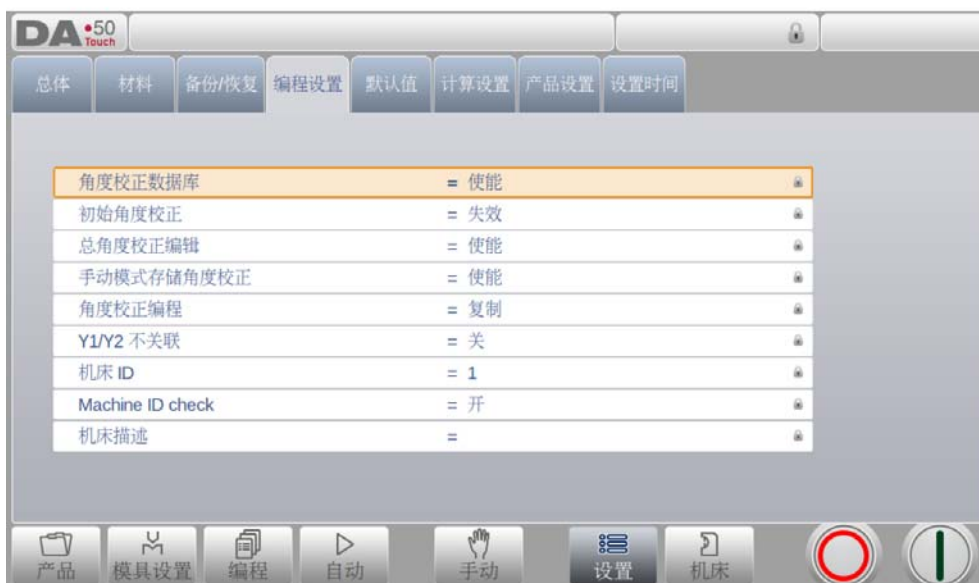 DA •50 Touch
总体 材料 备份/恢复 编程设置 默认值 计算设置 产品设置 设置时间
角度校正数据库 = 使能
初始角度校正 = 失效
总角度校正编辑 = 使能
手动模式存储角度校正 = 使能
角度校正编程 = 复制
Y1/Y2 不关联 = 关
机床 ID = 1
Machine ID check = 开
机床描述 =
产品 模具设置 编程 自动 手动 设置 机床